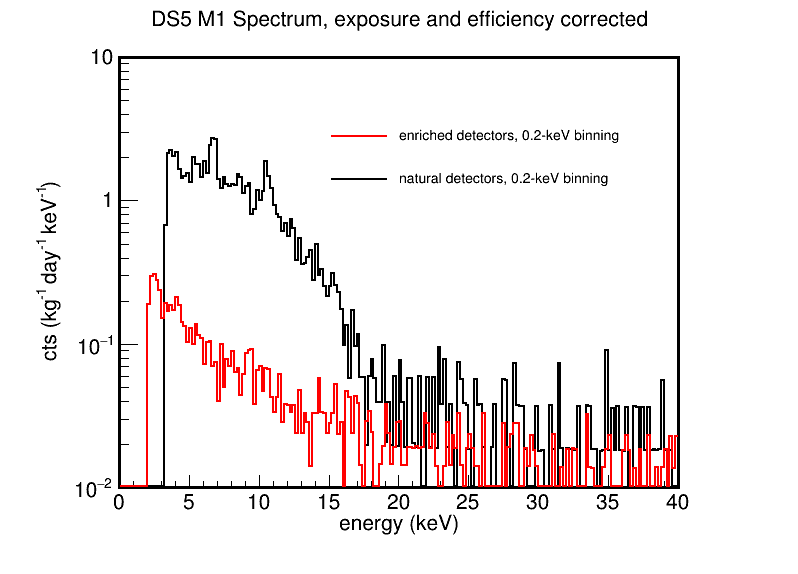 DS5 M1 Spectrum, exposure and efficiency corrected
10
enriched detectors, 0.2-keV binning
natural detectors, 0.2-keV binning
1
cts (kg⁻¹ day⁻¹ keV⁻¹)
10⁻¹
10⁻²
0 5 10 15 20 25 30 35 40
energy (keV)